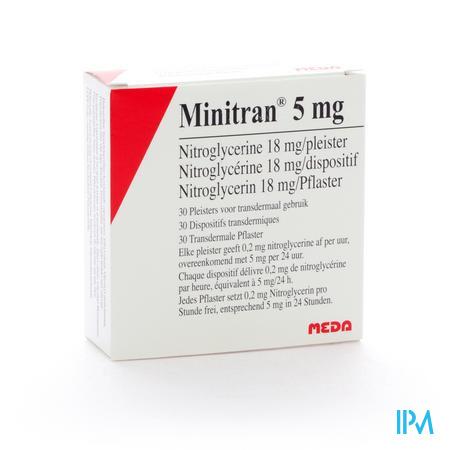 Minitran® 5 mg
Nitroglycerine 18 mg/pleister
Nitroglycérine 18 mg/dispositif
Nitroglycerin 18 mg/Pflaster
30 Pleisters voor transdermaal gebruik
30 Dispositifs transdermiques
30 Transdermale Pflaster
Elke pleister geeft 0,2 mg nitroglycerine af per uur,
overeenkomend met 5 mg per 24 uur.
Chaque dispositif délivre 0,2 mg de nitroglycérine
par heure, équivalent à 5 mg/24 h.
Jedes Pflaster setzt 0,2 mg Nitroglycerin pro
Stunde frei, entsprechend 5 mg in 24 Stunden.
MEDA
IPM